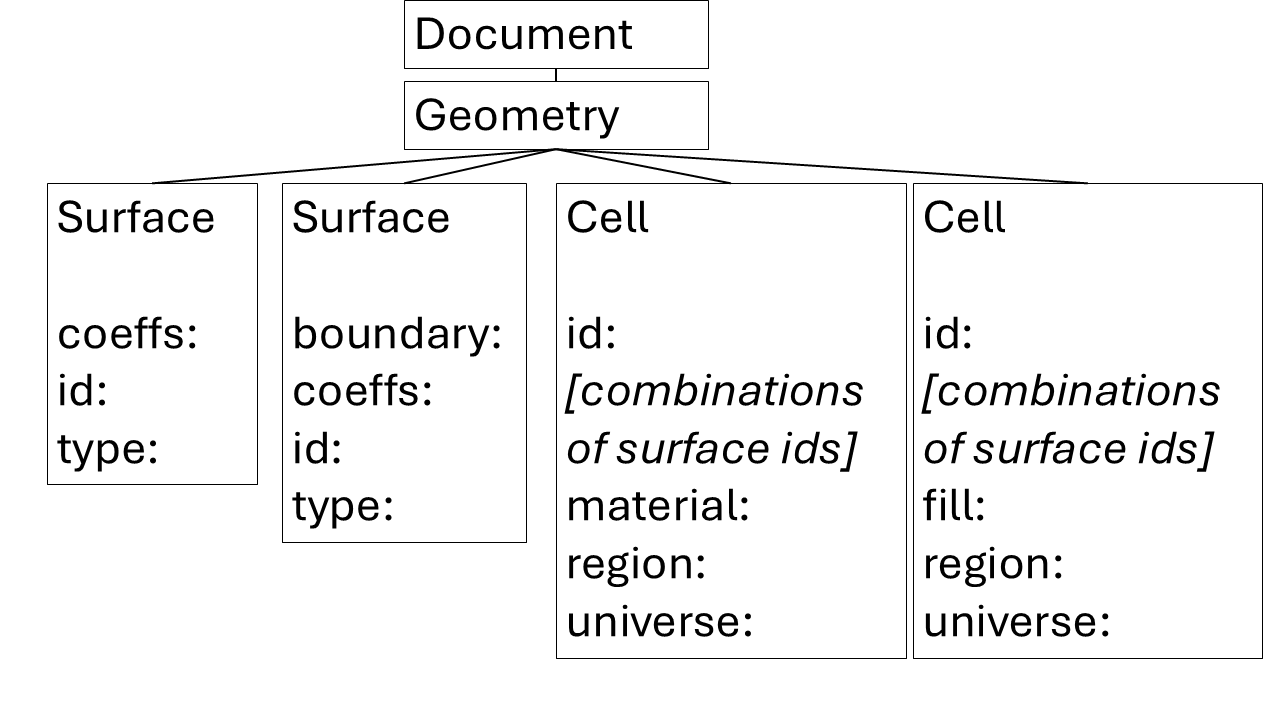 Document
Geometry
Surface
coeffs:
id:
type:
Surface
boundary:
coeffs:
id:
type:
Cell
id:
[combinations
of surface ids]
material:
region:
universe:
Cell
id:
[combinations
of surface ids]
fill:
region:
universe: